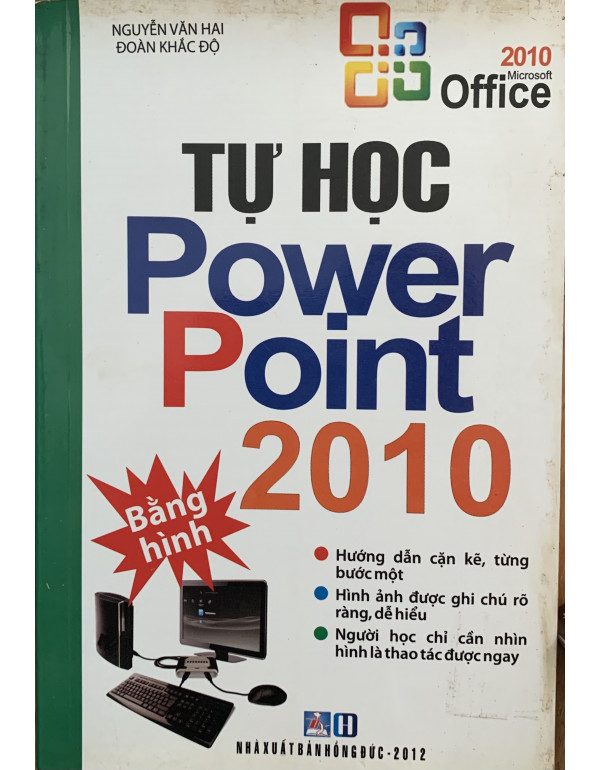 NGUYỄN VĂN HAI
ĐOÀN KHẮC ĐỘ
2010
Microsoft
Office
TỰ HỌC
Power
Point
2010
Bằng
hình
Hướng dẫn cặn kẽ, từng
bước một
Hình ảnh được ghi chú rõ
ràng, dễ hiểu
Người học chỉ cần nhìn
hình là thao tác được ngay
H
NHÀ XUẤT BẢN HỒNG ĐỨC - 2012